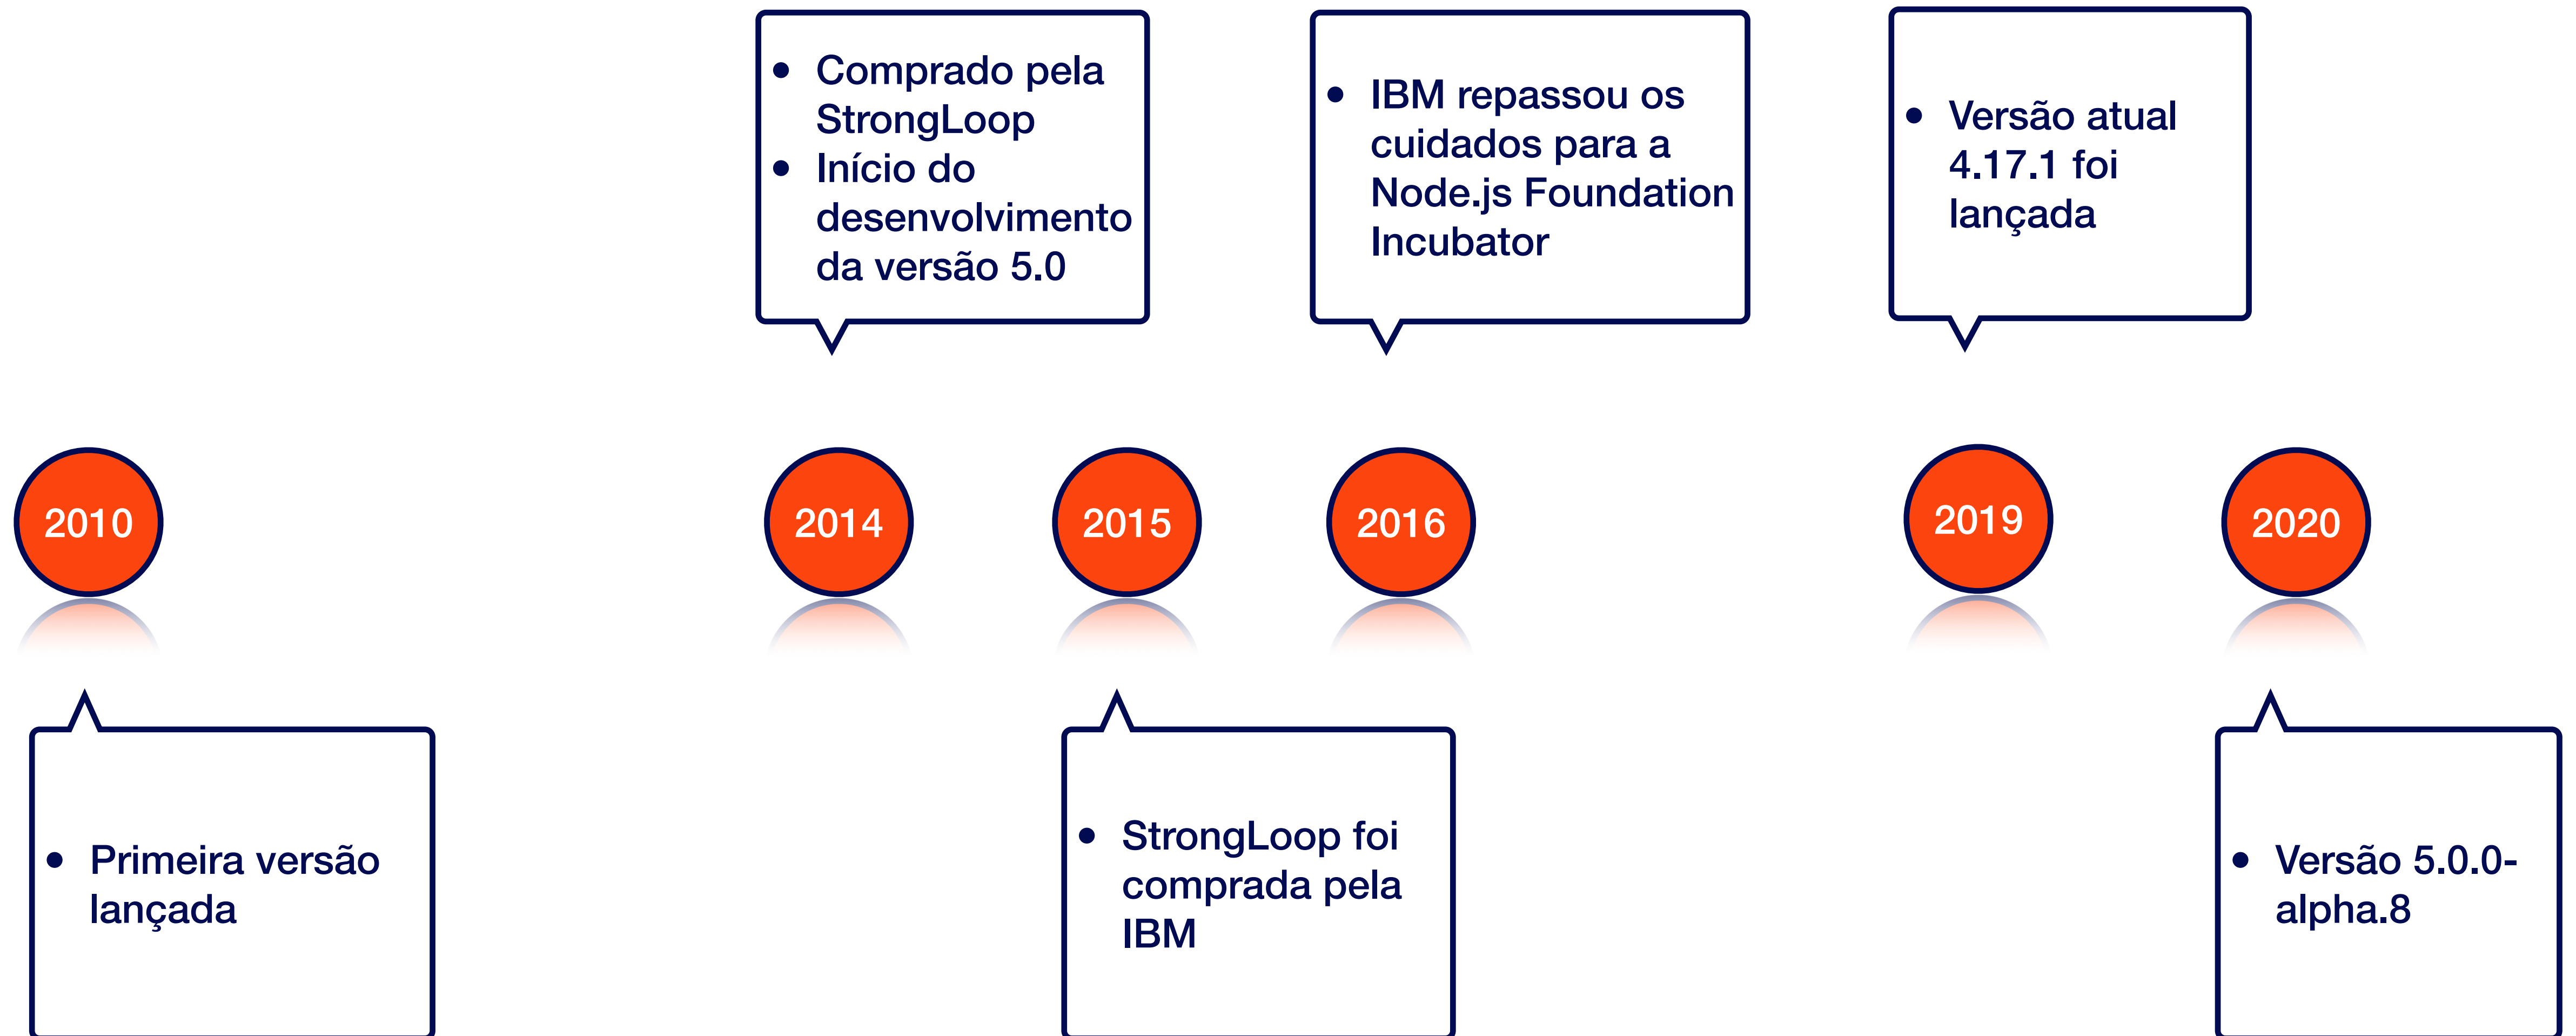 • Comprado pela
StrongLoop
• Início do
desenvolvimento
da versão 5.0
• IBM repassou os
cuidados para a
Node.js Foundation
Incubator
• Versão atual
4.17.1 foi
lançada
2010
2014
2015
2016
2019
2020
• Primeira versão
lançada
• StrongLoop foi
comprada pela
IBM
• Versão 5.0.0-
alpha.8